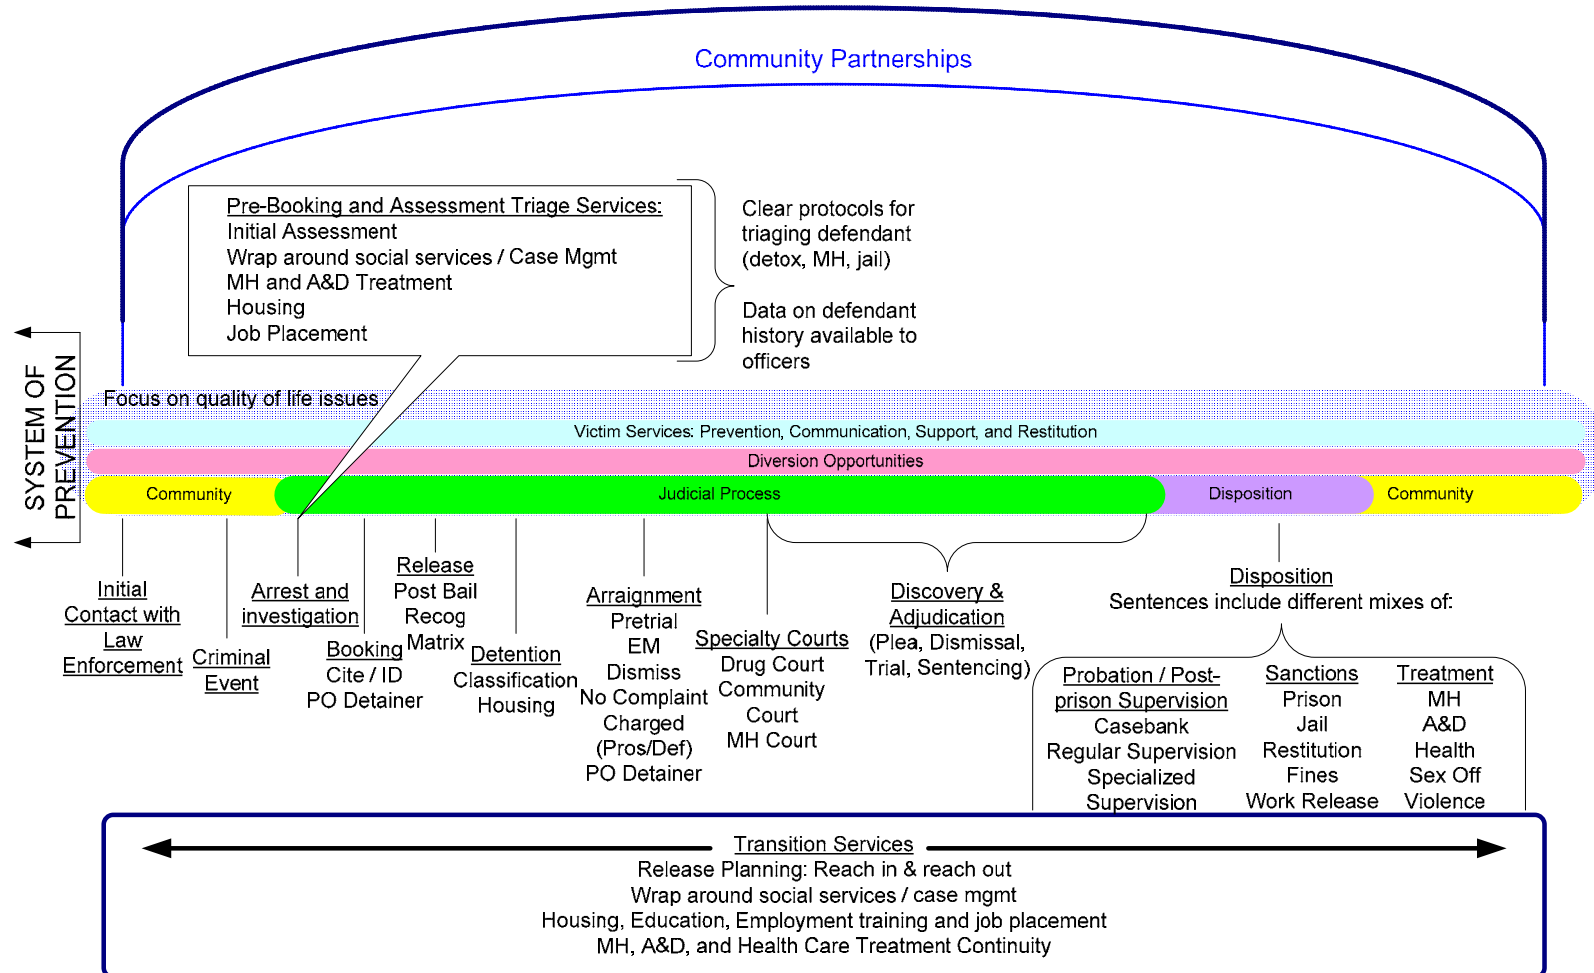 Community Partnerships
Pre-Booking and Assessment Triage Services:
Initial Assessment
Wrap around social services / Case Mgmt
MH and A&D Treatment
Housing
Job Placement
Clear protocols for
triaging defendant
(detox, MH, jail)
Data on defendant
history available to
officers
SYSTEM OF
PREVENTION
Focus on quality of life issues
Victim Services: Prevention, Communication, Support, and Restitution
Diversion Opportunities
Community
Judicial Process
Disposition
Community
Initial
Contact with
Law
Enforcement
Criminal
Event
Arrest and
investigation
Booking
Cite / ID
PO Detainer
Release
Post Bail
Recog
Matrix
Detention
Classification
Housing
Arraignment
Pretrial
EM
Dismiss
No Complaint
Charged
(Pros/Def)
PO Detainer
Specialty Courts
Drug Court
Community
Court
MH Court
Discovery &
Adjudication
(Plea, Dismissal,
Trial, Sentencing)
Disposition
Sentences include different mixes of:
Probation / Post-
prison Supervision
Casebank
Regular Supervision
Specialized
Supervision
Sanctions
Prison
Jail
Restitution
Fines
Work Release
Treatment
MH
A&D
Health
Sex Off
Violence
Transition Services
Release Planning: Reach in & reach out
Wrap around social services / case mgmt
Housing, Education, Employment training and job placement
MH, A&D, and Health Care Treatment Continuity